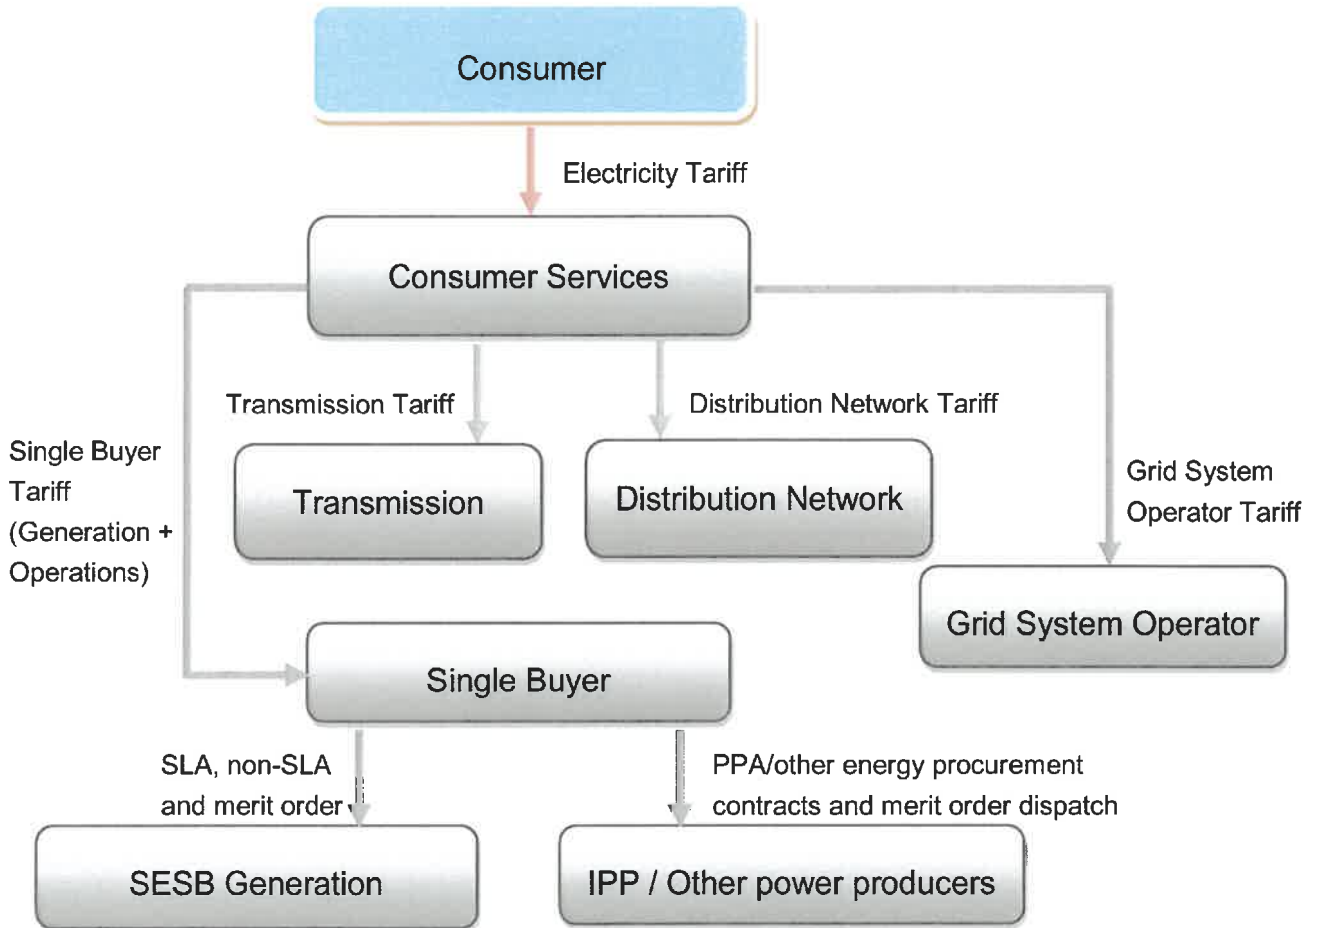 Consumer
Electricity Tariff
Consumer Services
Transmission Tariff
Distribution Network Tariff
Single Buyer
Tariff
(Generation +
Operations)
Transmission
Distribution Network
Grid System
Operator Tariff
Grid System Operator
Single Buyer
SLA, non-SLA
and merit order
PPA/other energy procurement
contracts and merit order dispatch
SESB Generation
IPP / Other power producers